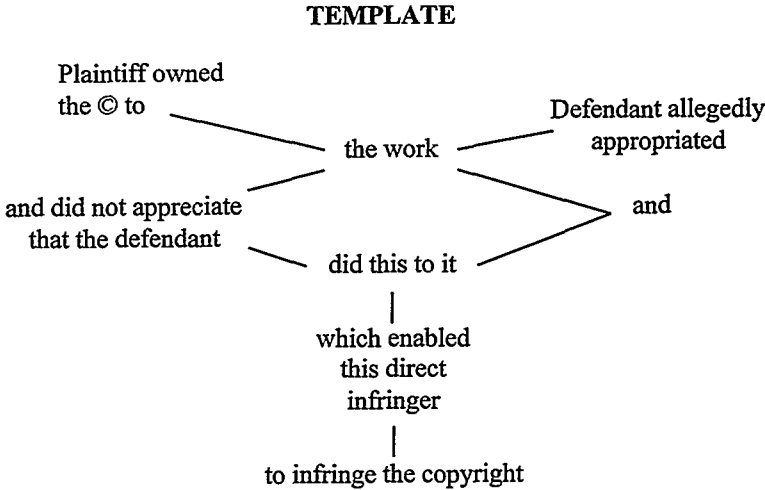 TEMPLATE
Plaintiff owned
the © to
Defendant allegedly
appropriated
the work
and did not appreciate
that the defendant
and
did this to it
which enabled
this direct
infringer
to infringe the copyright